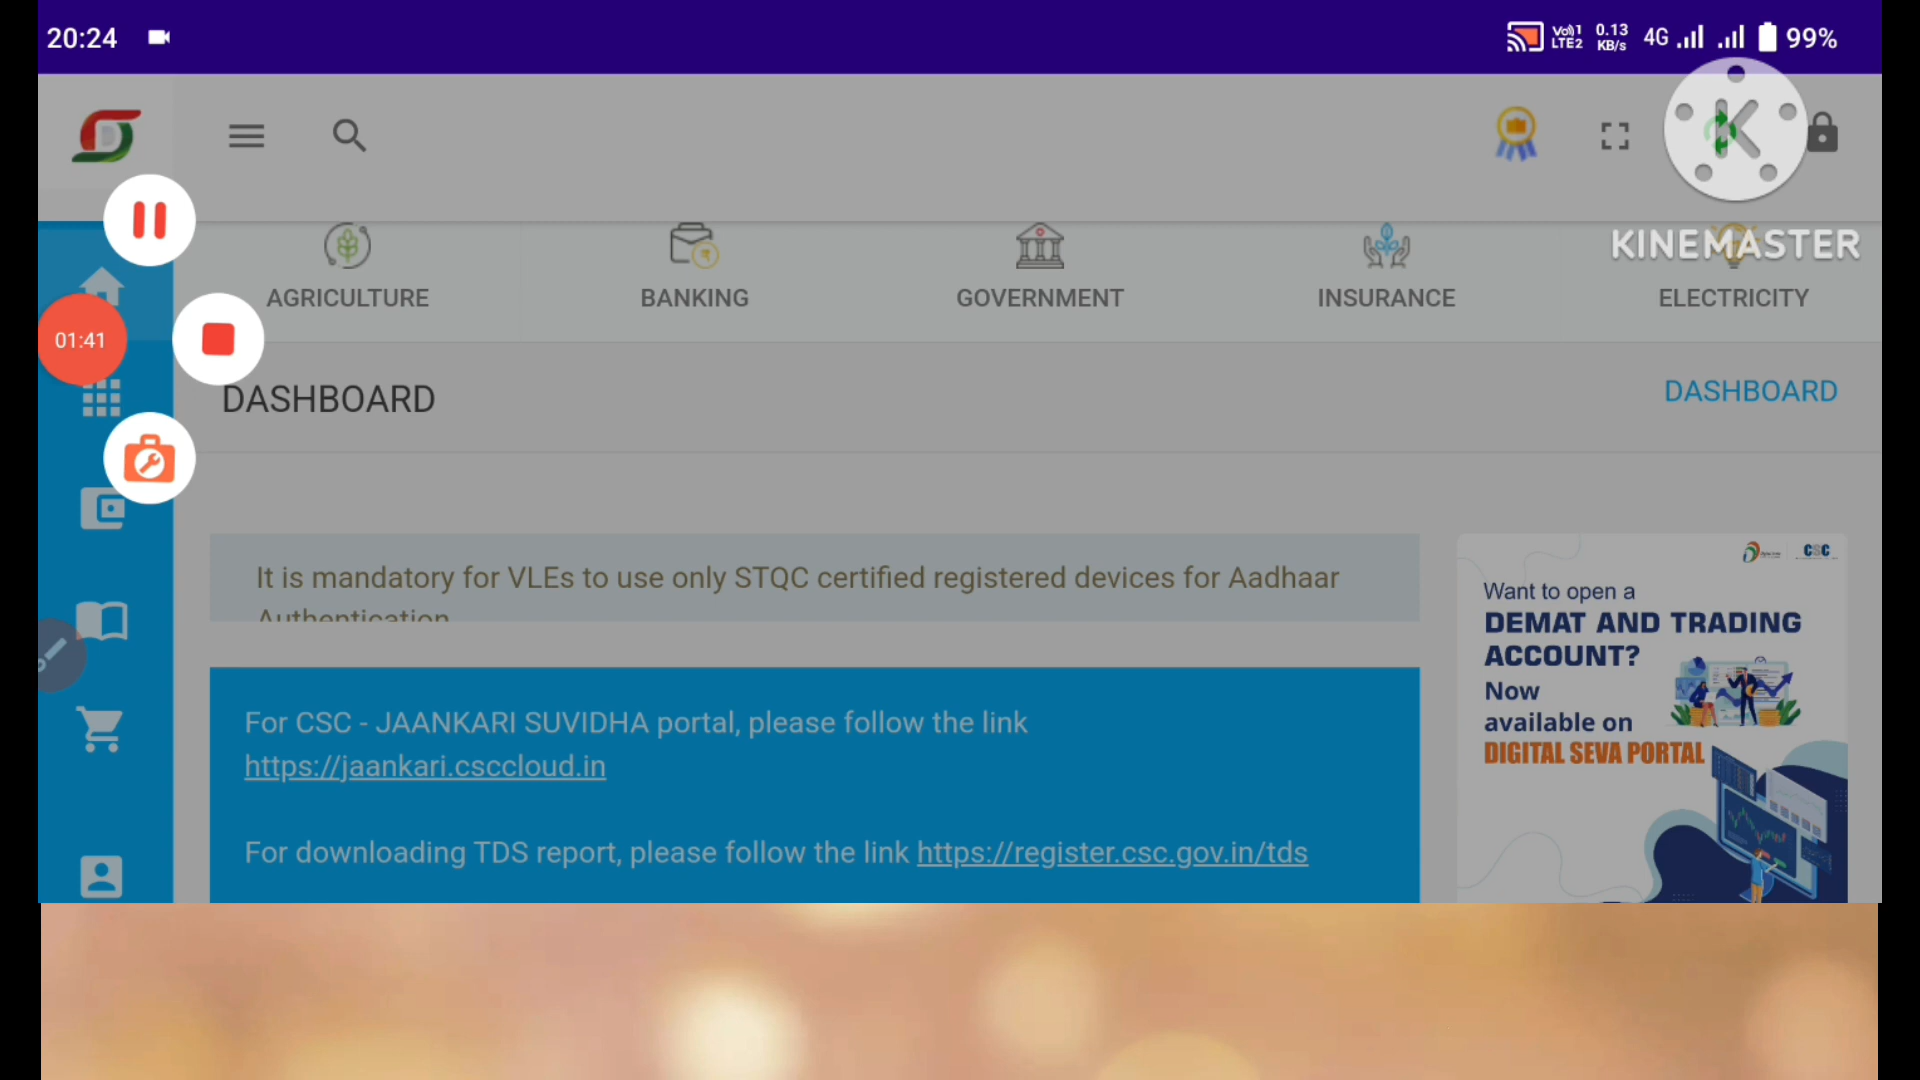 20:24
Vo))1 LTE2
0.13 KB/s
4G
99%
KINEMASTER
AGRICULTURE
BANKING
GOVERNMENT
INSURANCE
ELECTRICITY
01:41
DASHBOARD
DASHBOARD
It is mandatory for VLEs to use only STQC certified registered devices for Aadhaar
Authentication
For CSC - JAANKARI SUVIDHA portal, please follow the link
https://jaankari.csccloud.in
For downloading TDS report, please follow the link https://register.csc.gov.in/tds
CSC
Want to open a
DEMAT AND TRADING
ACCOUNT?
Now
available on
DIGITAL SEVA PORTAL